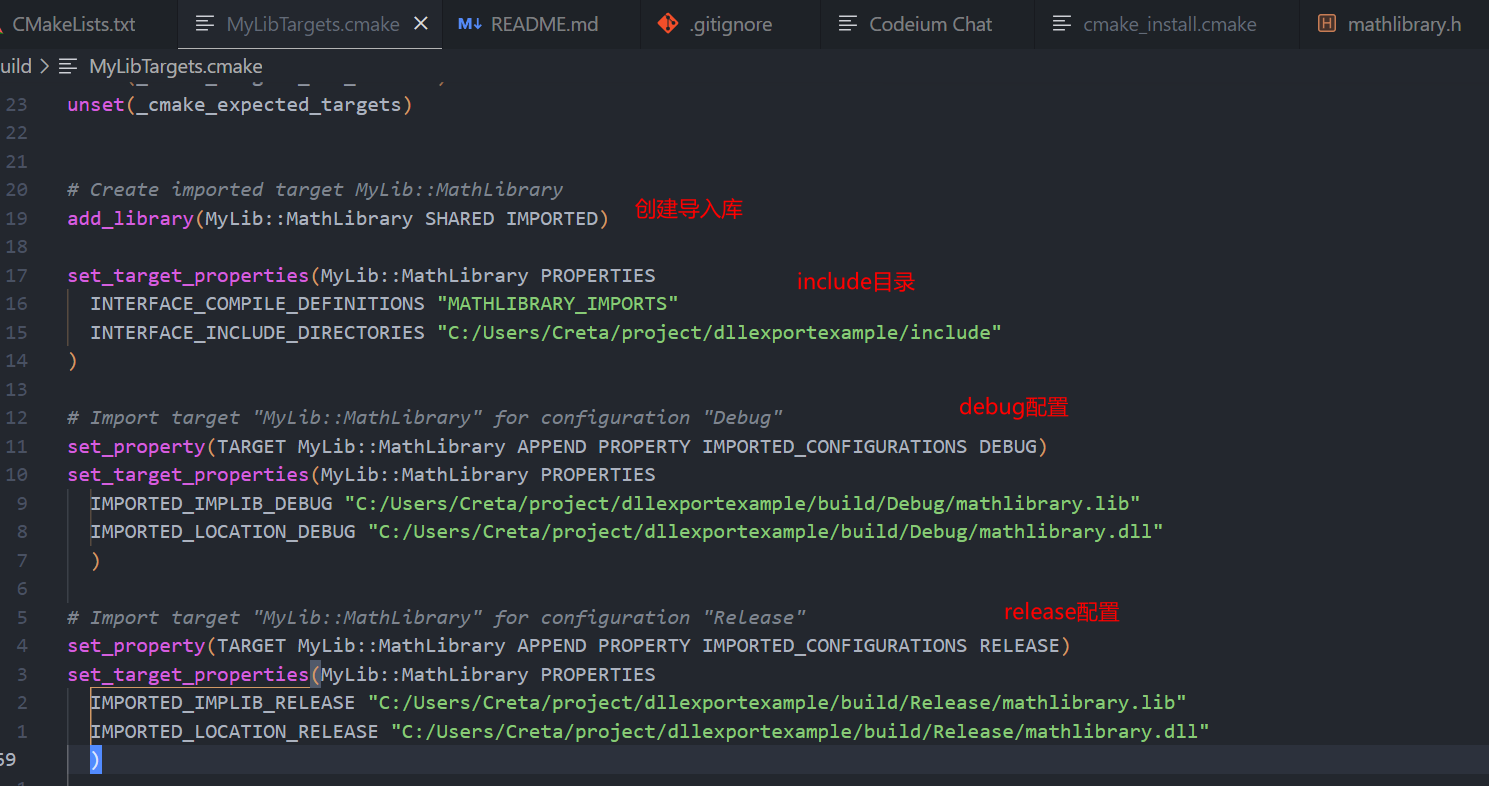 CMakeLists.txt
MyLibTargets.cmake
README.md
.gitignore
Codeium Chat
cmake_install.cmake
mathlibrary.h
uild > MyLibTargets.cmake
23 unset(_cmake_expected_targets)
22
21
20 # Create imported target MyLib::MathLibrary
19 add_library(MyLib::MathLibrary SHARED IMPORTED) 创建导入库
18
17 set_target_properties(MyLib::MathLibrary PROPERTIES include目录
16 INTERFACE_COMPILE_DEFINITIONS "MATHLIBRARY_IMPORTS"
15 INTERFACE_INCLUDE_DIRECTORIES "C:/Users/Creta/project/dllexportexample/include"
14 )
13
12 # Import target "MyLib::MathLibrary" for configuration "Debug" debug配置
11 set_property(TARGET MyLib::MathLibrary APPEND PROPERTY IMPORTED_CONFIGURATIONS DEBUG)
10 set_target_properties(MyLib::MathLibrary PROPERTIES
9 IMPORTED_IMPLIB_DEBUG "C:/Users/Creta/project/dllexportexample/build/Debug/mathlibrary.lib"
8 IMPORTED_LOCATION_DEBUG "C:/Users/Creta/project/dllexportexample/build/Debug/mathlibrary.dll"
7 )
6
5 # Import target "MyLib::MathLibrary" for configuration "Release" release配置
4 set_property(TARGET MyLib::MathLibrary APPEND PROPERTY IMPORTED_CONFIGURATIONS RELEASE)
3 set_target_properties(MyLib::MathLibrary PROPERTIES
2 IMPORTED_IMPLIB_RELEASE "C:/Users/Creta/project/dllexportexample/build/Release/mathlibrary.lib"
1 IMPORTED_LOCATION_RELEASE "C:/Users/Creta/project/dllexportexample/build/Release/mathlibrary.dll"
59 )